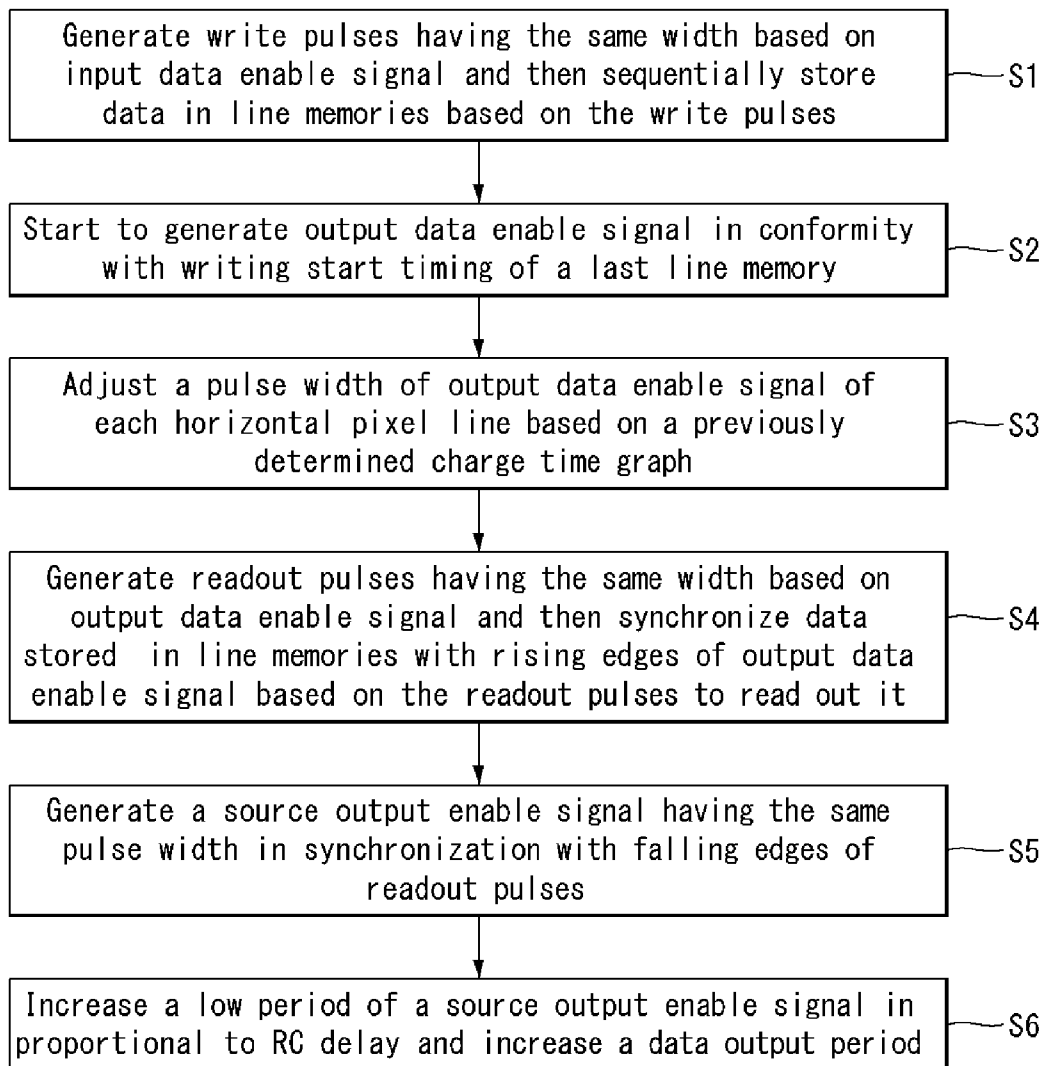 Generate write pulses having the same width based on
input data enable signal and then sequentially store
data in line memories based on the write pulses
S1
Start to generate output data enable signal in conformity
with writing start timing of a last line memory
S2
Adjust a pulse width of output data enable signal of
each horizontal pixel line based on a previously
determined charge time graph
S3
Generate readout pulses having the same width based on
output data enable signal and then synchronize data
stored in line memories with rising edges of output data
enable signal based on the readout pulses to read out it
S4
Generate a source output enable signal having the same
pulse width in synchronization with falling edges of
readout pulses
S5
Increase a low period of a source output enable signal in
proportional to RC delay and increase a data output period
S6